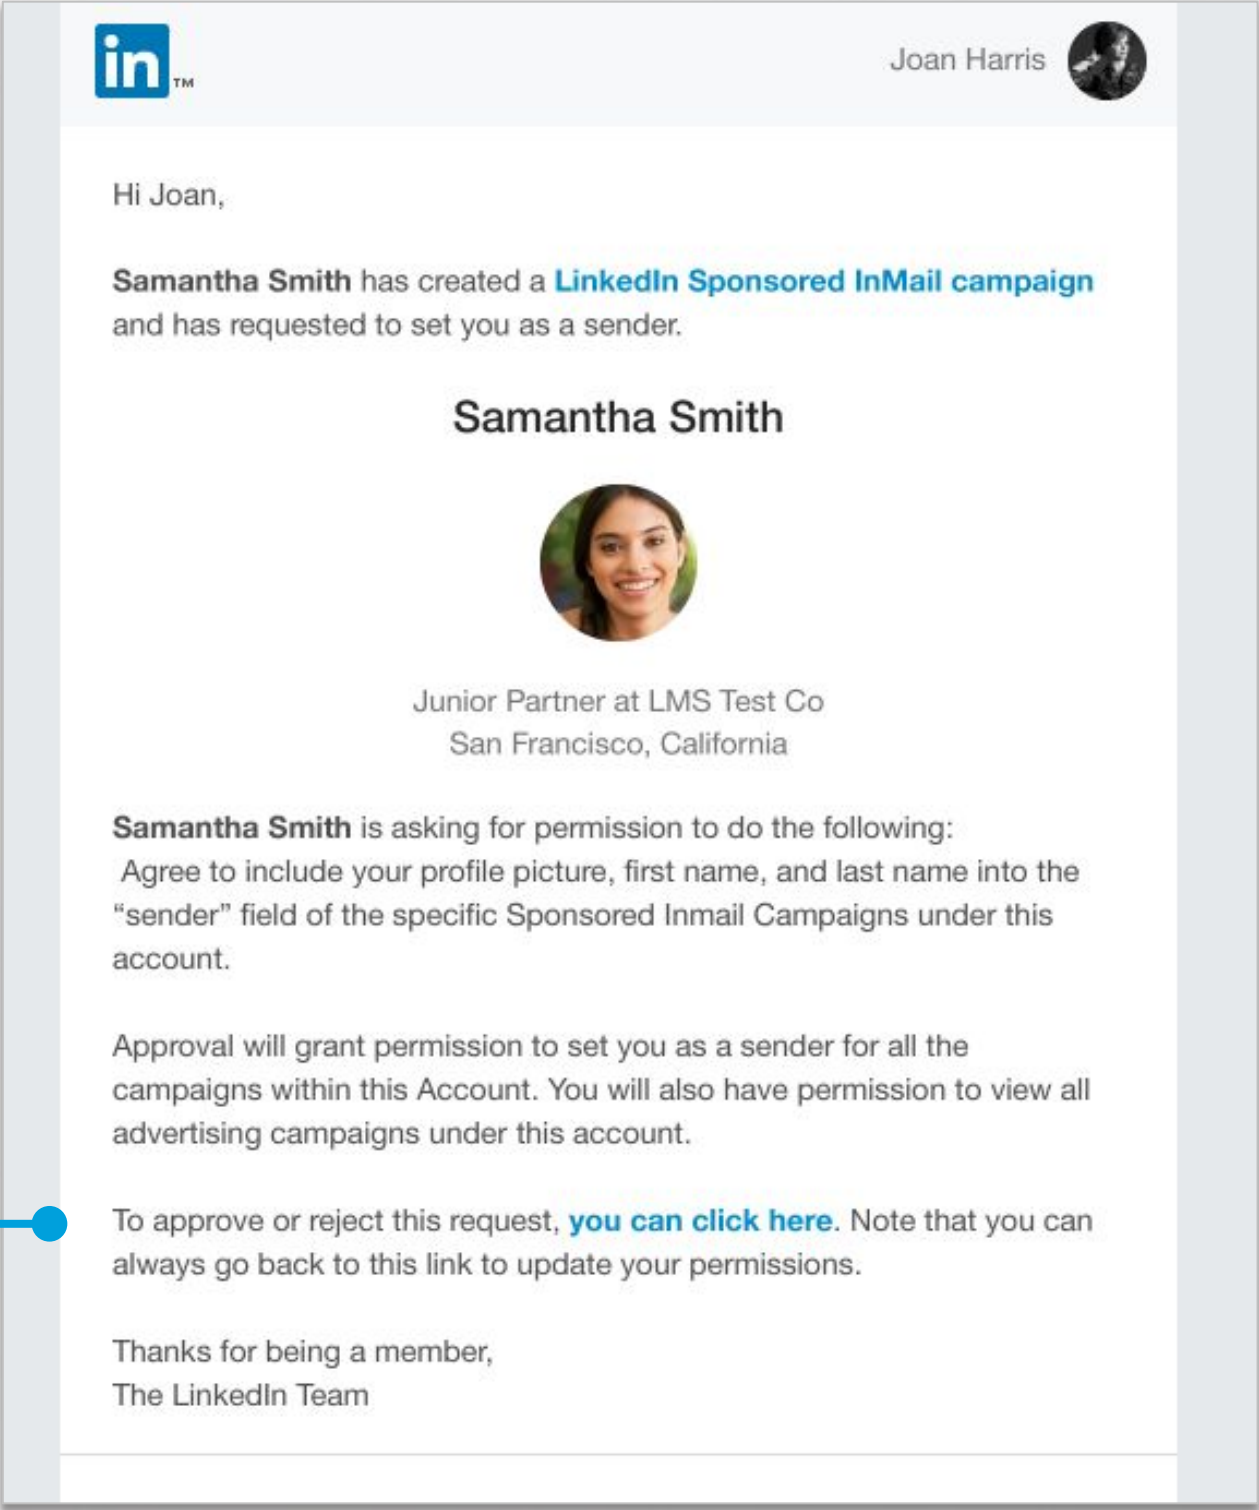 in TM
Joan Harris
Hi Joan,
Samantha Smith has created a LinkedIn Sponsored InMail campaign
and has requested to set you as a sender.
Samantha Smith
Junior Partner at LMS Test Co
San Francisco, California
Samantha Smith is asking for permission to do the following:
Agree to include your profile picture, first name, and last name into the
“sender” field of the specific Sponsored Inmail Campaigns under this
account.
Approval will grant permission to set you as a sender for all the
campaigns within this Account. You will also have permission to view all
advertising campaigns under this account.
To approve or reject this request, you can click here. Note that you can
always go back to this link to update your permissions.
Thanks for being a member,
The LinkedIn Team